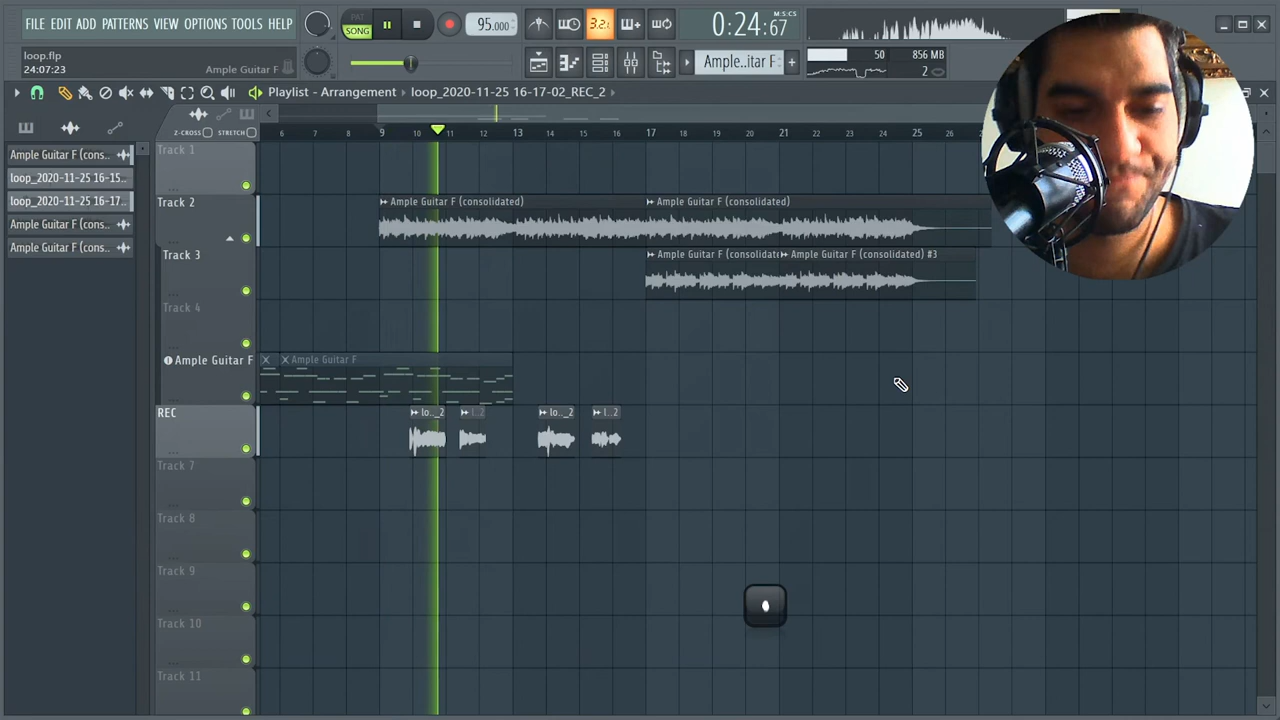 FILE EDIT ADD PATTERNS VIEW OPTIONS TOOLS HELP
PAT
SONG
95.000
3.2.
0:24:67
M:S:CS
loop.flp
24:07:23
Ample Guitar F
Ample..itar F
50
856 MB
2
Playlist - Arrangement
loop_2020-11-25 16-17-02_REC_2
Z-CROSS
STRETCH
6 7 8 9 10 11 12 13 14 15 16 17 18 19 20 21 22 23 24 25 26
Ample Guitar F (cons..
loop_2020-11-25 16-15..
loop_2020-11-25 16-17..
Ample Guitar F (cons..
Ample Guitar F (cons..
Track 1
Track 2
Ample Guitar F (consolidated)
Ample Guitar F (consolidated)
Track 3
Ample Guitar F (consolidate
Ample Guitar F (consolidated) #3
Track 4
Ample Guitar F
Ample Guitar F
REC
lo.._2
l..2
lo.._2
l..2
Track 7
Track 8
Track 9
Track 10
Track 11